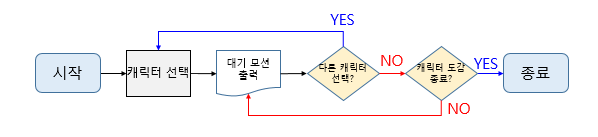 YES
시작
캐릭터 선택
대기 모션
출력
다른 캐릭터
선택?
NO
캐릭터 도감
종료?
YES
종료
NO